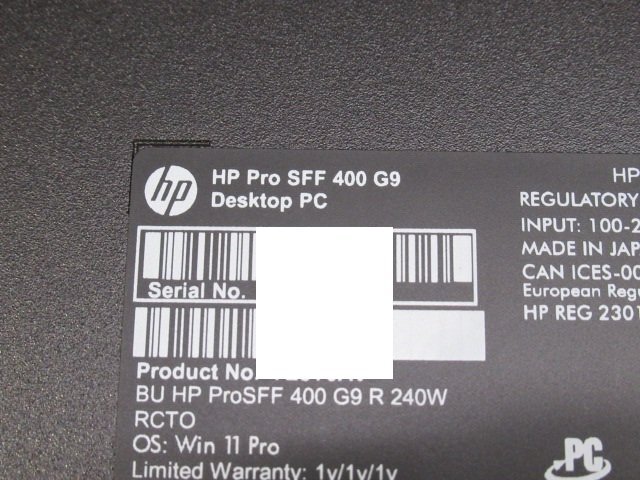 hp
HP Pro SFF 400 G9
Desktop PC
Serial No.
Product No.
BU HP ProSFF 400 G9 R 240W
RCTO
OS: Win 11 Pro
Limited Warranty: 1y/1y/1y
HP
REGULATORY
INPUT: 100-2
MADE IN JAP
CAN ICES-00
European Regu
HP REG 2301
PC